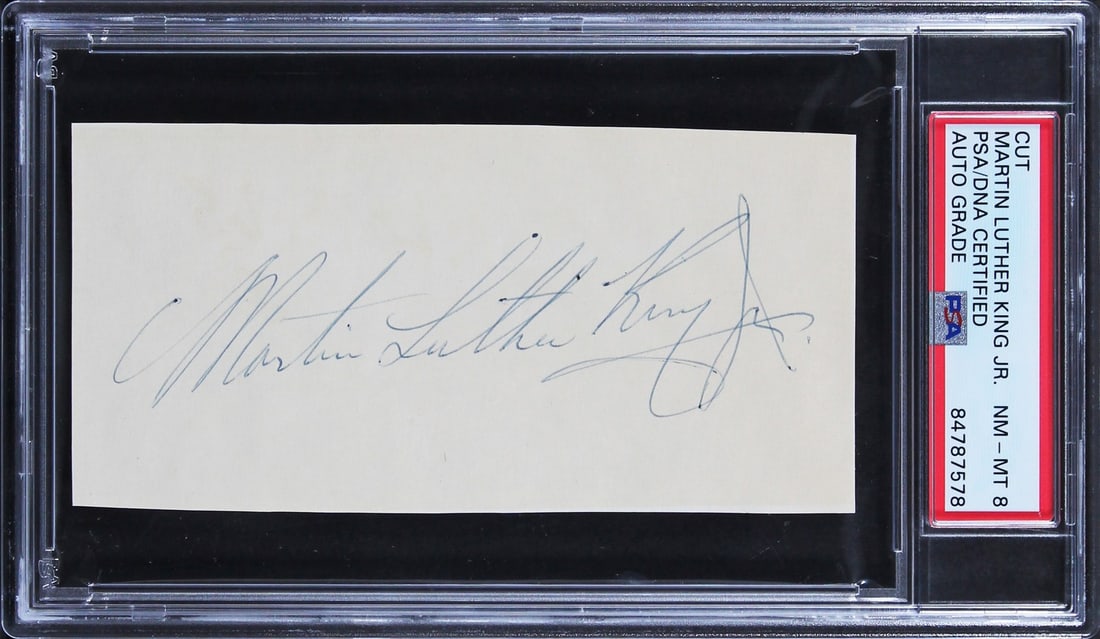 Martin Luther King Jr.
CUT
MARTIN LUTHER KING JR. NM-MT 8
PSA/DNA CERTIFIED
AUTO GRADE 84787578
PSA